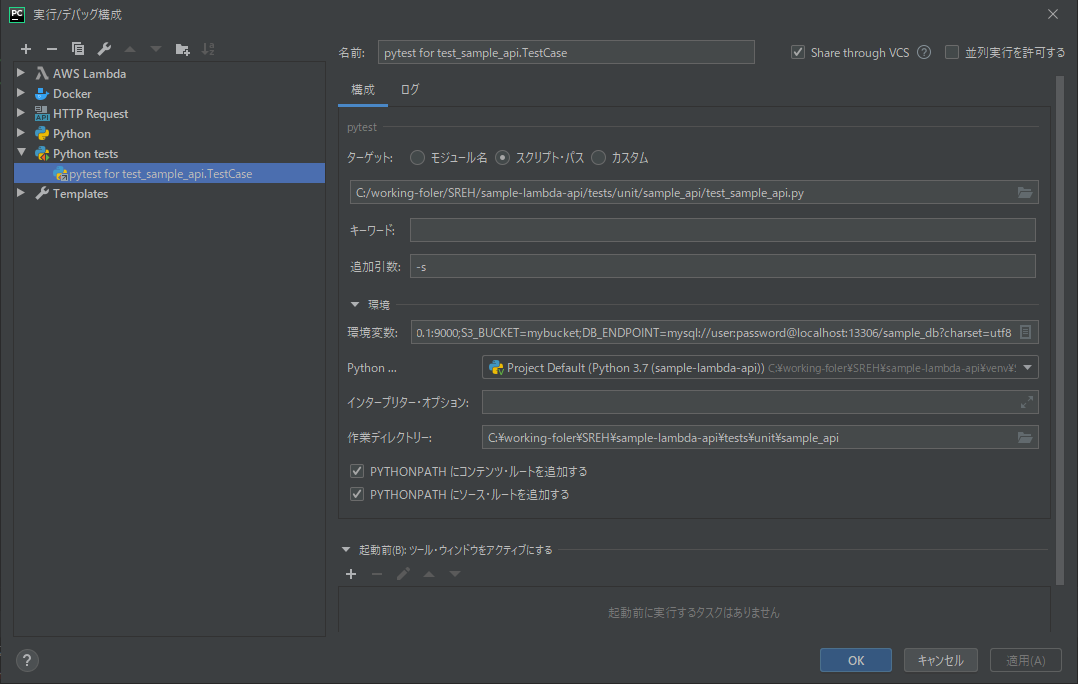 PC 実行/デバッグ構成
名前: pytest for test_sample_api.TestCase Share through VCS ? 並列実行を許可する
AWS Lambda
Docker
API HTTP Request
Python
Python tests
pytest for test_sample_api.TestCase
Templates
構成 ログ
pytest
ターゲット: モジュール名 スクリプト・パス カスタム
C:/working-foler/SREH/sample-lambda-api/tests/unit/sample_api/test_sample_api.py
キーワード:
追加引数: -s
環境
環境変数: 0.1:9000;S3_BUCKET=mybucket;DB_ENDPOINT=mysql://user:password@localhost:13306/sample_db?charset=utf8
Python ... Project Default (Python 3.7 (sample-lambda-api)) C:¥working-foler¥SREH¥sample-lambda-api¥venv¥
インタープリター・オプション:
作業ディレクトリー: C:¥working-foler¥SREH¥sample-lambda-api¥tests¥unit¥sample_api
PYTHONPATH にコンテンツ・ルートを追加する
PYTHONPATH にソース・ルートを追加する
起動前(B): ツール・ウィンドウをアクティブにする
起動前に実行するタスクはありません
? OK キャンセル 適用(A)